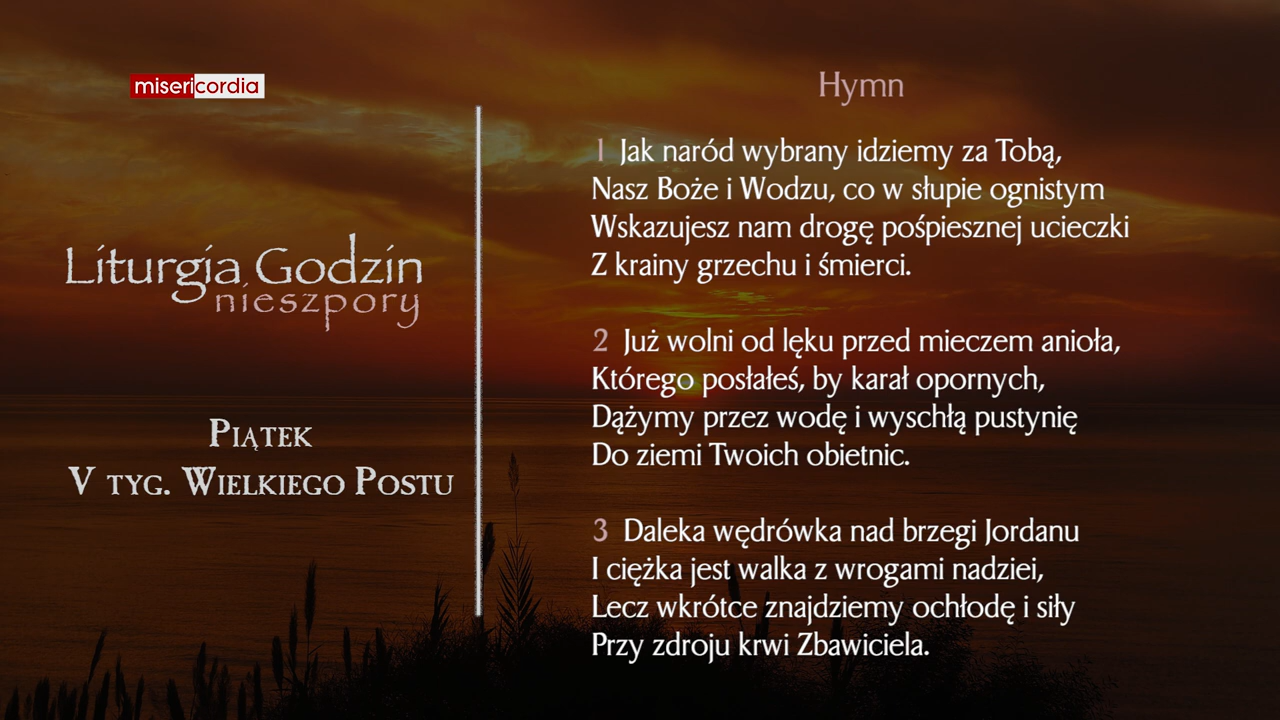 misericordia
Liturgia Godzin
nieszpory
Piątek
V tyg. Wielkiego Postu
Hymn
1 Jak naród wybrany idziemy za Tobą,
Nasz Boże i Wodzu, co w słupie ognistym
Wskazujesz nam drogę pośpiesznej ucieczki
Z krainy grzechu i śmierci.
2 Już wolni od lęku przed mieczem anioła,
Którego posłałeś, by karał opornych,
Dążymy przez wodę i wyschłą pustynię
Do ziemi Twoich obietnic.
3 Daleka wędrówka nad brzegi Jordanu
I ciężka jest walka z wrogami nadziei,
Lecz wkrótce znajdziemy ochłodę i siły
Przy zdroju krwi Zbawiciela.